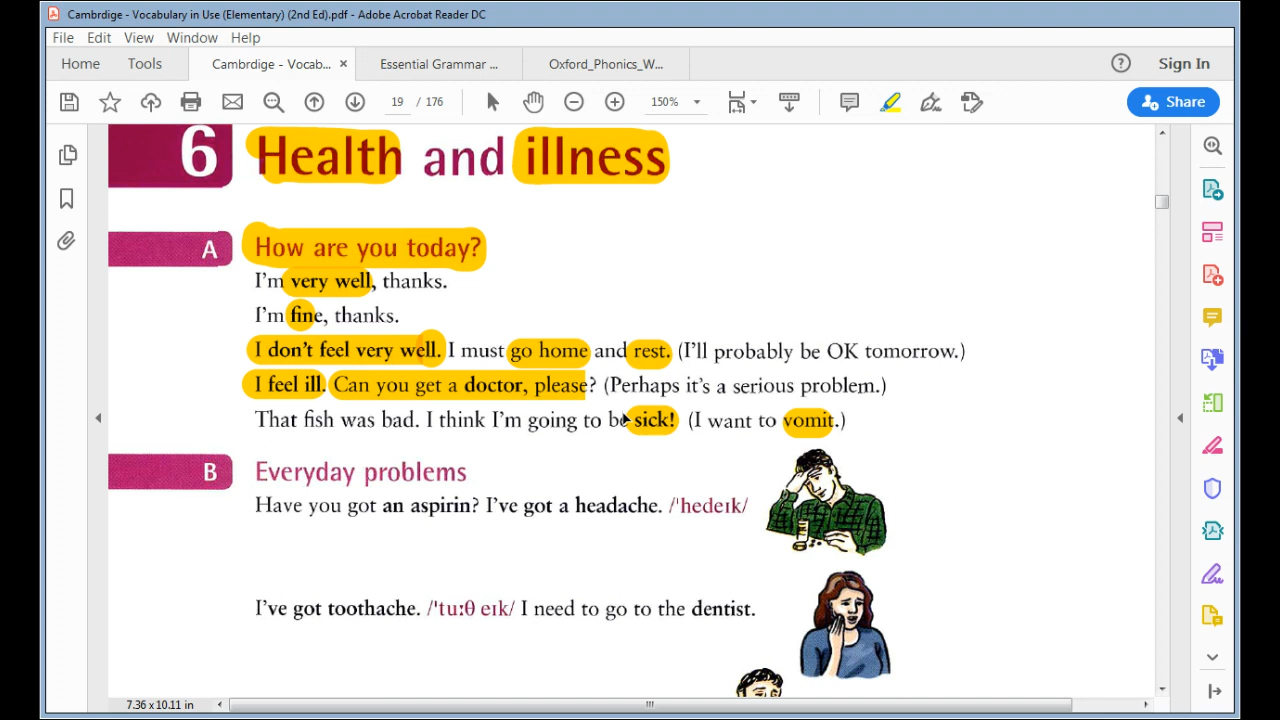 Cambrdige - Vocabulary in Use (Elementary) (2nd Ed).pdf - Adobe Acrobat Reader DC
File Edit View Window Help
Home Tools Cambrdige - Vocab... × Essential Grammar ... Oxford_Phonics_W... Sign In
19 / 176 150% Share
6 Health and illness
A How are you today?
I'm very well, thanks.
I'm fine, thanks.
I don't feel very well. I must go home and rest. (I'll probably be OK tomorrow.)
I feel ill. Can you get a doctor, please? (Perhaps it's a serious problem.)
That fish was bad. I think I'm going to be sick! (I want to vomit.)
B Everyday problems
Have you got an aspirin? I've got a headache. /ˈhedeɪk/
I've got toothache. /ˈtuːθ eɪk/ I need to go to the dentist.
7.36 x 10.11 in